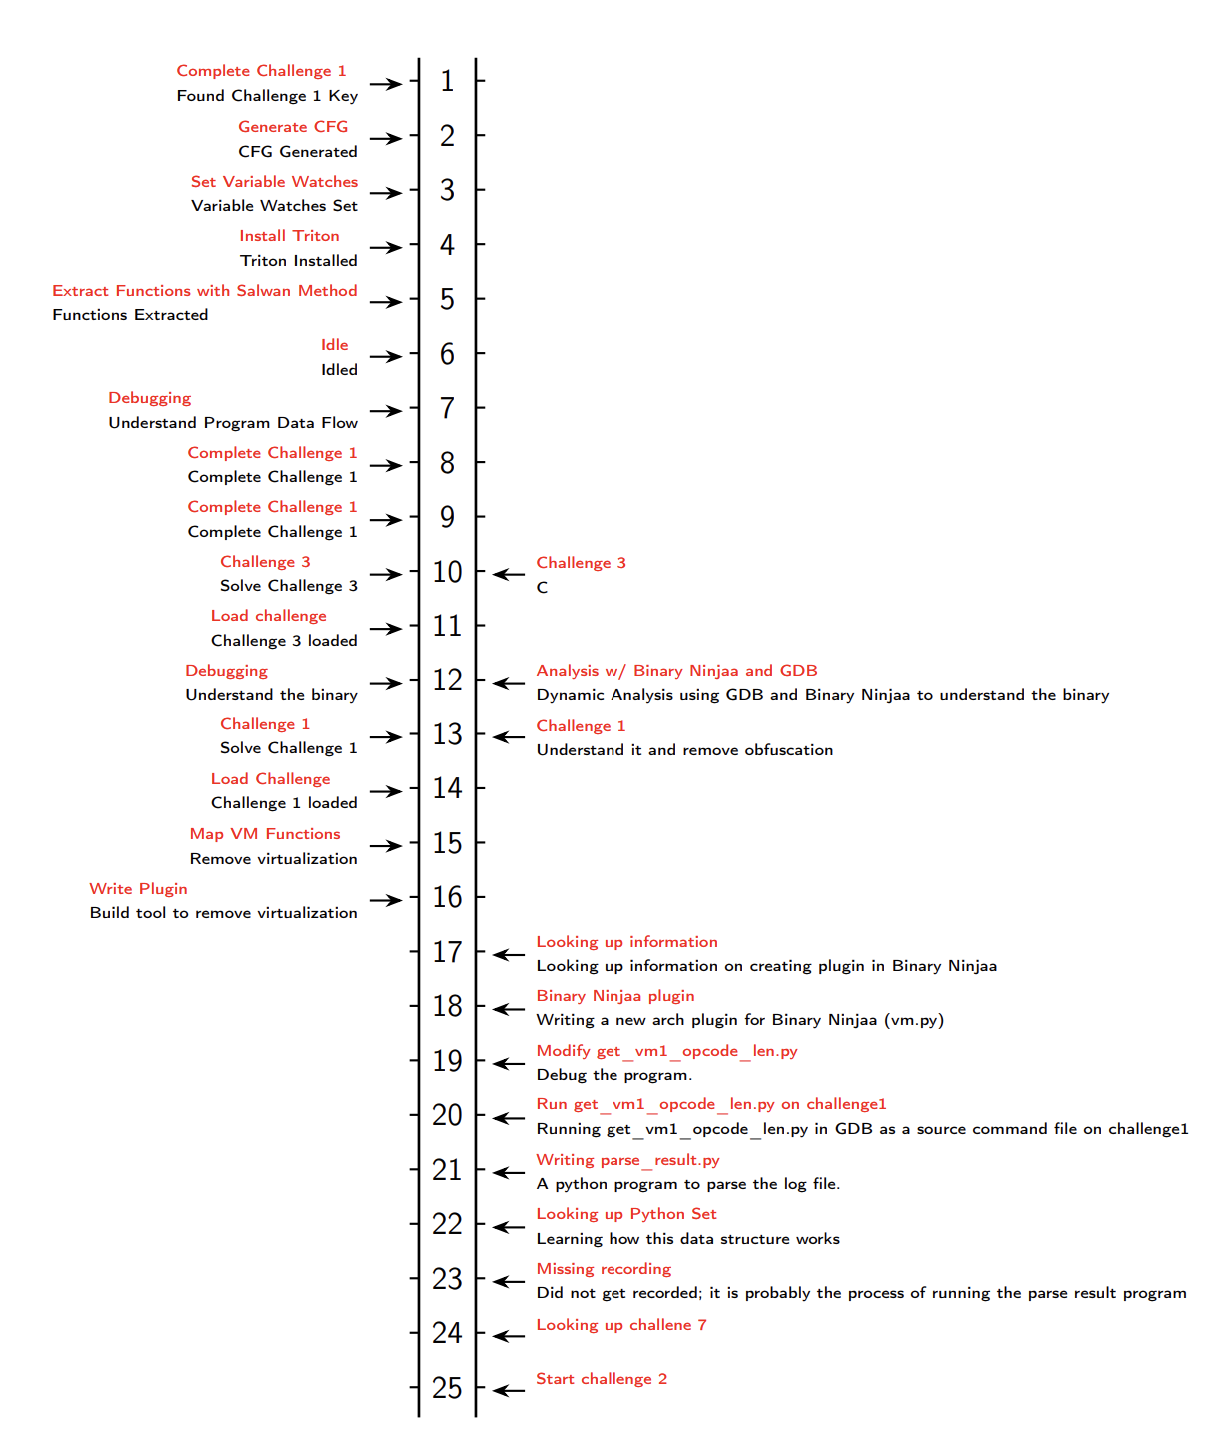 Complete Challenge 1
Found Challenge 1 Key
1
Generate CFG
CFG Generated
2
Set Variable Watches
Variable Watches Set
3
Install Triton
Triton Installed
4
Extract Functions with Salwan Method
Functions Extracted
5
Idle
Idled
6
Debugging
Understand Program Data Flow
7
Complete Challenge 1
Complete Challenge 1
8
Complete Challenge 1
Complete Challenge 1
9
Challenge 3
Solve Challenge 3
10
Challenge 3
C
Load challenge
Challenge 3 loaded
11
Debugging
Understand the binary
12
Analysis w/ Binary Ninjaa and GDB
Dynamic Analysis using GDB and Binary Ninjaa to understand the binary
Challenge 1
Solve Challenge 1
13
Challenge 1
Understand it and remove obfuscation
Load Challenge
Challenge 1 loaded
14
Map VM Functions
Remove virtualization
15
Write Plugin
Build tool to remove virtualization
16
17
Looking up information
Looking up information on creating plugin in Binary Ninjaa
18
Binary Ninjaa plugin
Writing a new arch plugin for Binary Ninjaa (vm.py)
19
Modify get_vm1_opcode_len.py
Debug the program.
20
Run get_vm1_opcode_len.py on challenge1
Running get_vm1_opcode_len.py in GDB as a source command file on challenge1
21
Writing parse_result.py
A python program to parse the log file.
22
Looking up Python Set
Learning how this data structure works
23
Missing recording
Did not get recorded; it is probably the process of running the parse result program
24
Looking up challene 7
25
Start challenge 2